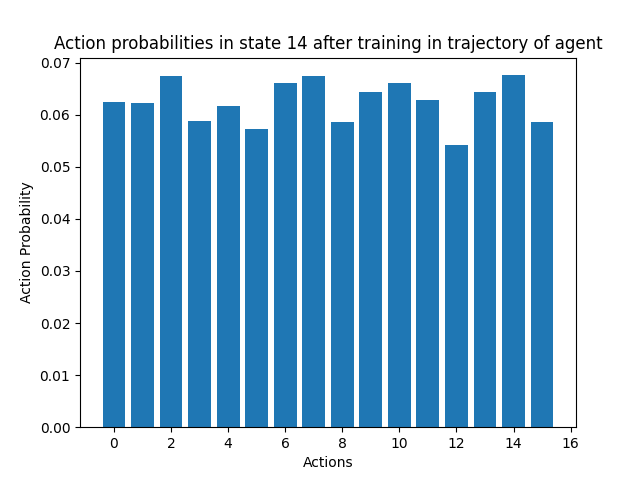 Action probabilities in state 14 after training in trajectory of agent
0.07
0.06
0.05
0.04
0.03
0.02
0.01
0.00
Action Probability
0 2 4 6 8 10 12 14 16
Actions